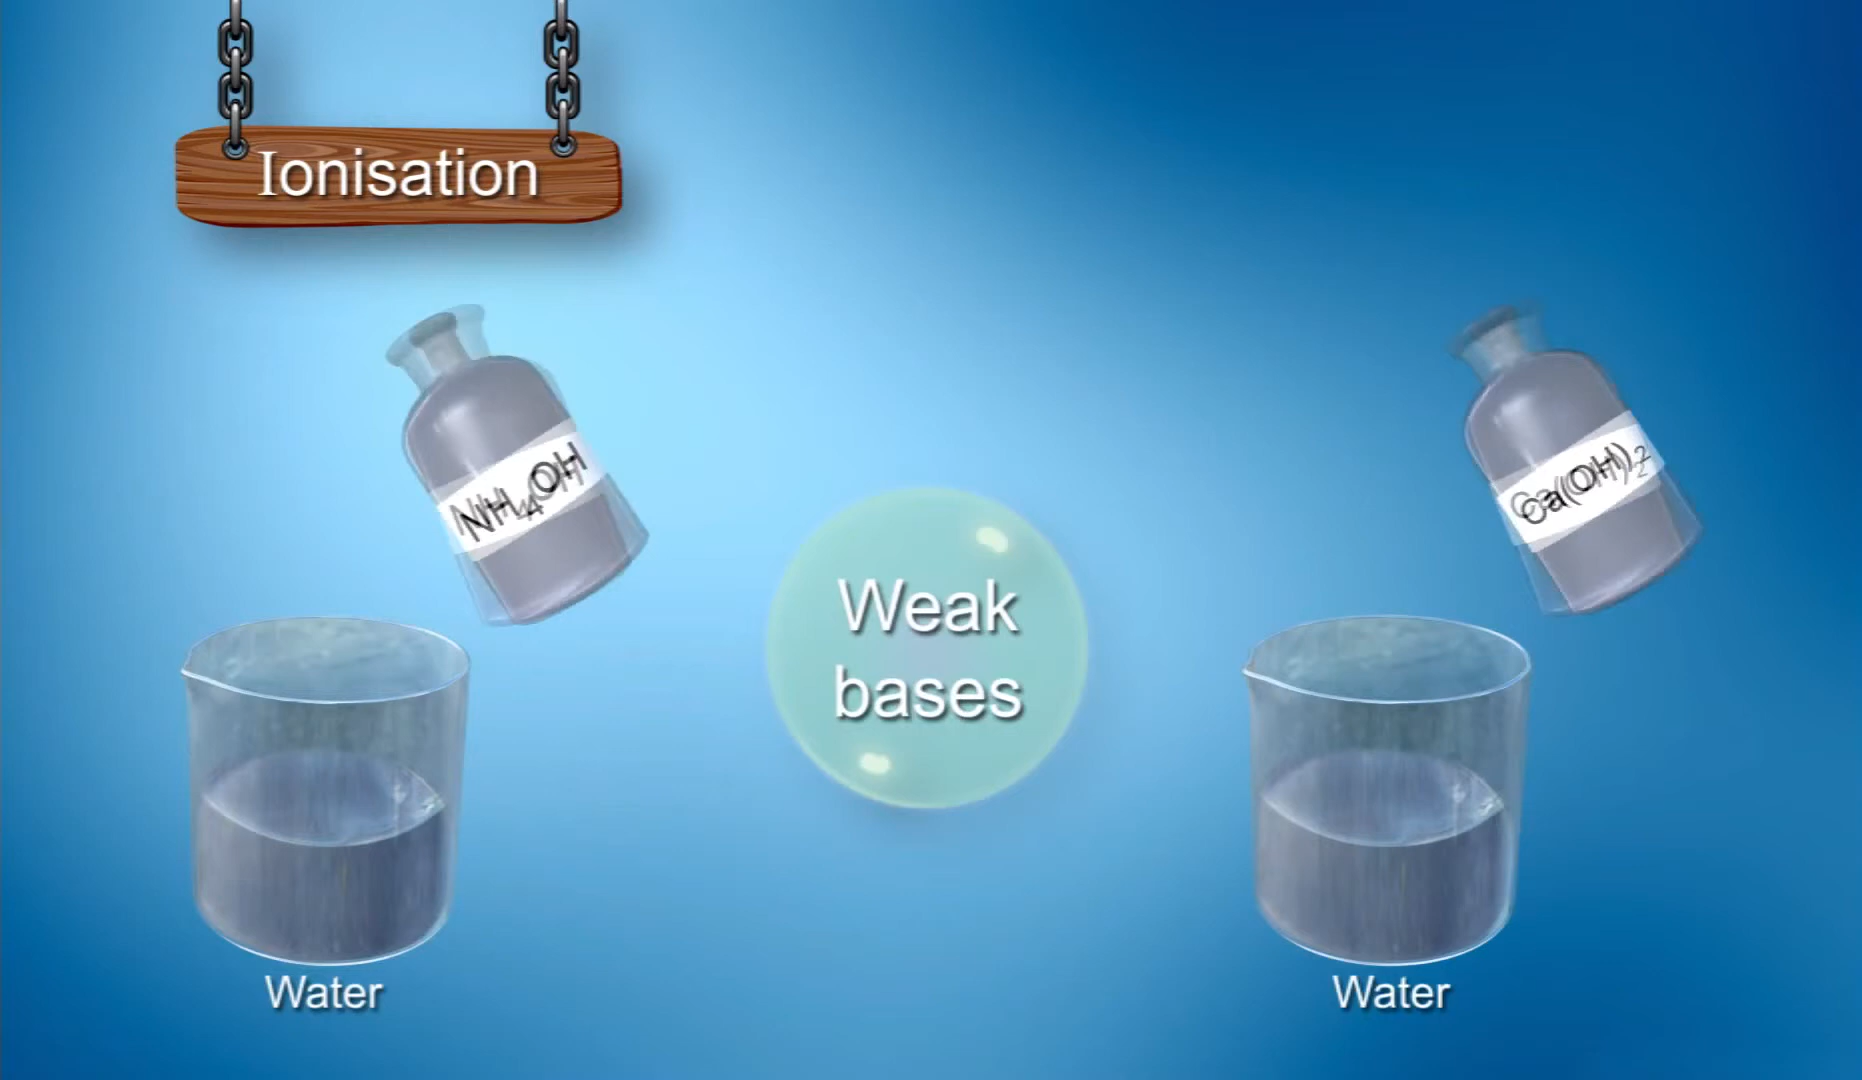 Ionisation
NH₄OH
Ca(OH)₂
Weak
bases
Water
Water